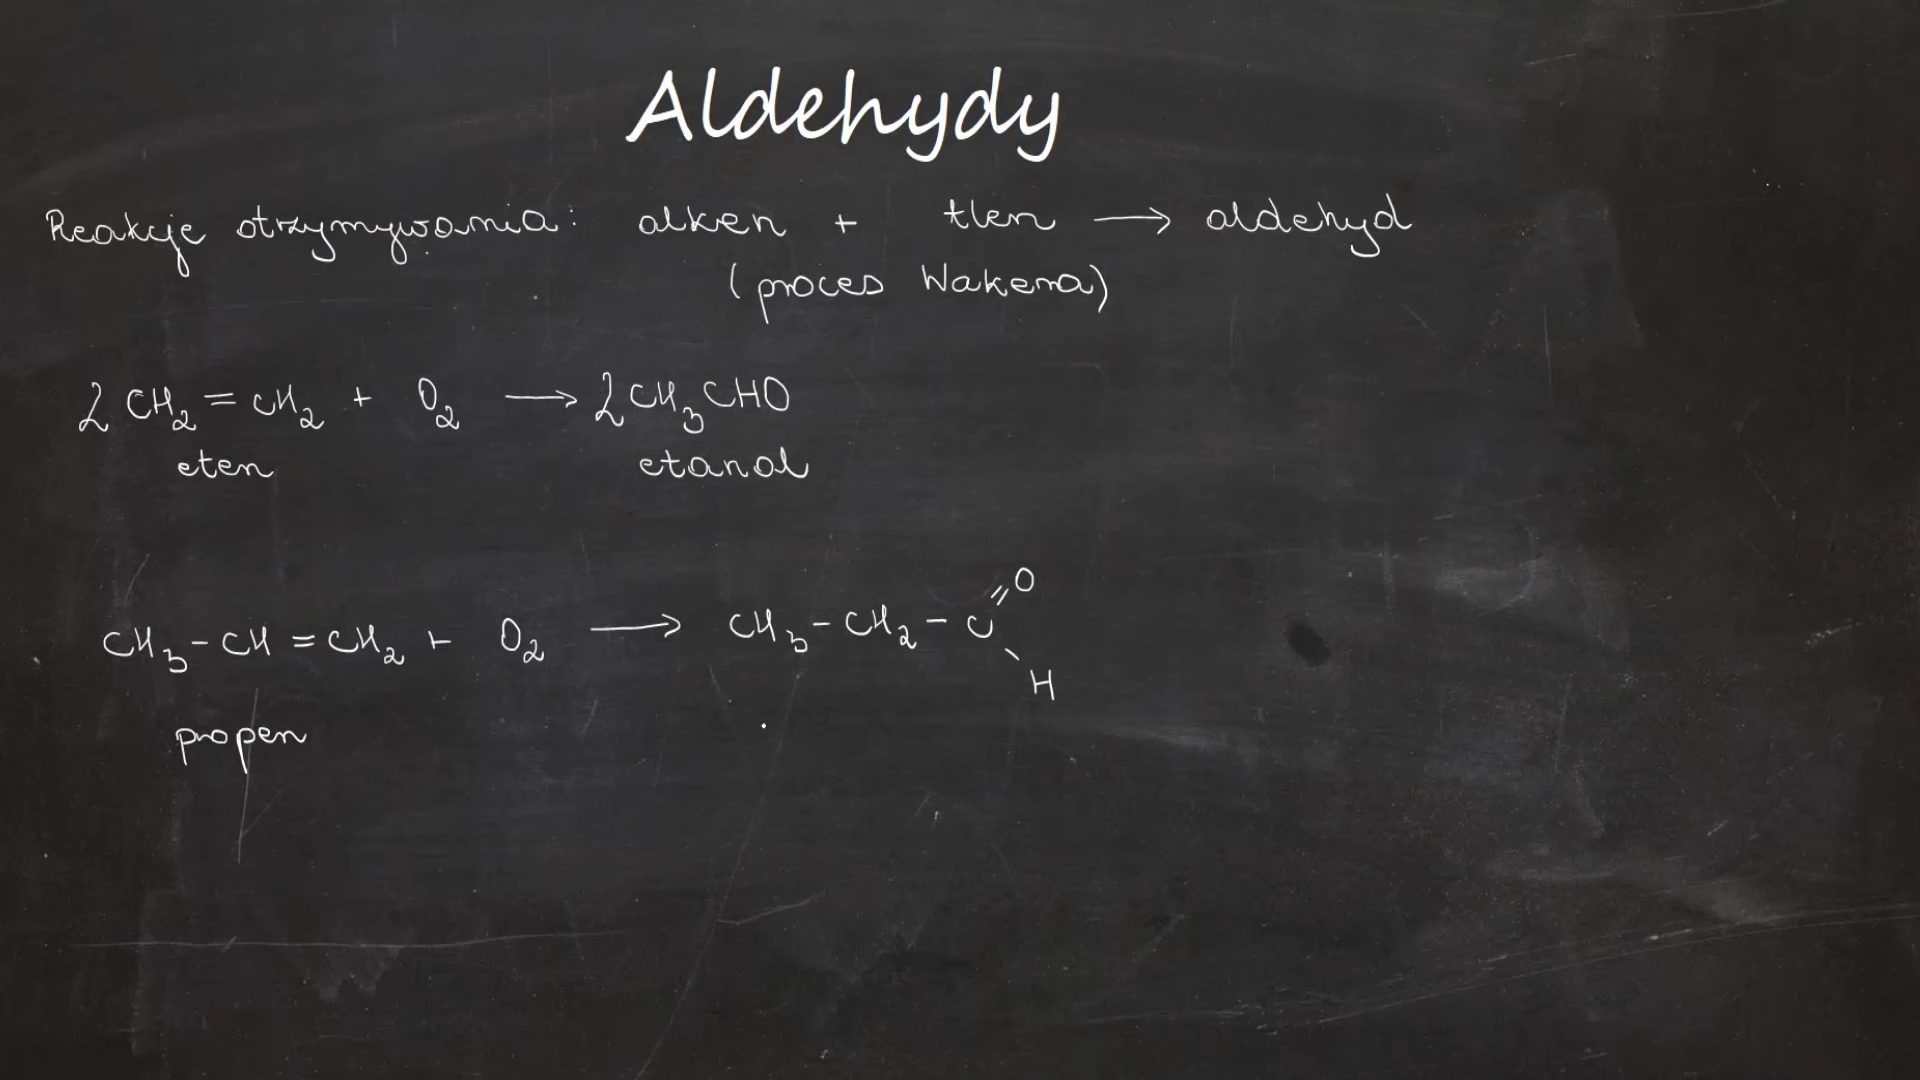 Aldehydy
Reakcje otrzymywania: alken + tlen → aldehyd
(proces Wakera)
2 CH₂ = CH₂ + O₂ → 2 CH₃CHO
eten etanal
CH₃ - CH = CH₂ + O₂ → CH₃ - CH₂ - C =O
H
propen